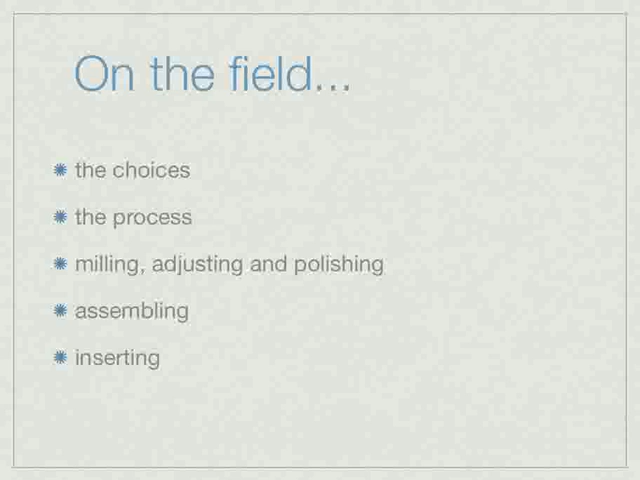 On the field...
the choices
the process
milling, adjusting and polishing
assembling
inserting